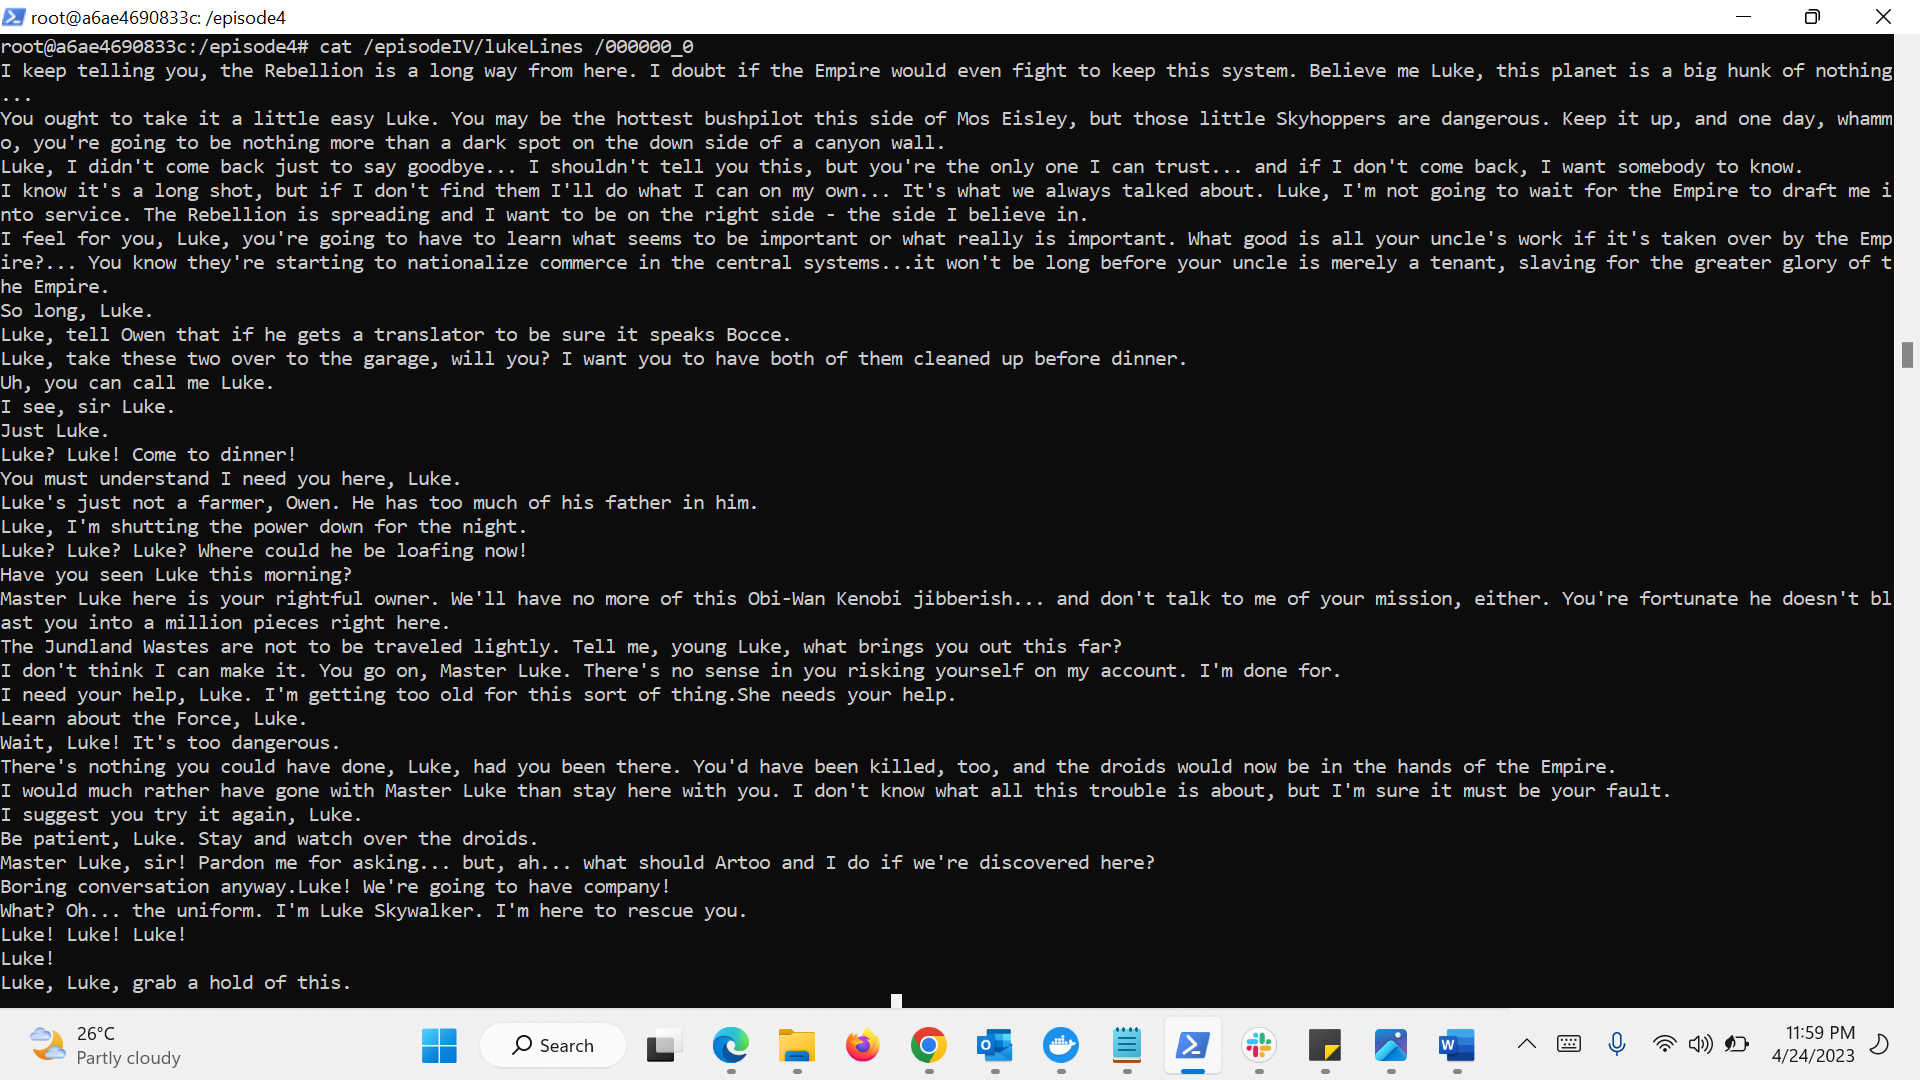 root@a6ae4690833c: /episode4
root@a6ae4690833c:/episode4# cat /episodeIV/lukeLines /000000_0
I keep telling you, the Rebellion is a long way from here. I doubt if the Empire would even fight to keep this system. Believe me Luke, this planet is a big hunk of nothing
...
You ought to take it a little easy Luke. You may be the hottest bushpilot this side of Mos Eisley, but those little Skyhoppers are dangerous. Keep it up, and one day, whamm
o, you're going to be nothing more than a dark spot on the down side of a canyon wall.
Luke, I didn't come back just to say goodbye... I shouldn't tell you this, but you're the only one I can trust... and if I don't come back, I want somebody to know.
I know it's a long shot, but if I don't find them I'll do what I can on my own... It's what we always talked about. Luke, I'm not going to wait for the Empire to draft me i
nto service. The Rebellion is spreading and I want to be on the right side - the side I believe in.
I feel for you, Luke, you're going to have to learn what seems to be important or what really is important. What good is all your uncle's work if it's taken over by the Emp
ire?... You know they're starting to nationalize commerce in the central systems...it won't be long before your uncle is merely a tenant, slaving for the greater glory of t
he Empire.
So long, Luke.
Luke, tell Owen that if he gets a translator to be sure it speaks Bocce.
Luke, take these two over to the garage, will you? I want you to have both of them cleaned up before dinner.
Uh, you can call me Luke.
I see, sir Luke.
Just Luke.
Luke? Luke! Come to dinner!
You must understand I need you here, Luke.
Luke's just not a farmer, Owen. He has too much of his father in him.
Luke, I'm shutting the power down for the night.
Luke? Luke? Luke? Where could he be loafing now!
Have you seen Luke this morning?
Master Luke here is your rightful owner. We'll have no more of this Obi-Wan Kenobi jibberish... and don't talk to me of your mission, either. You're fortunate he doesn't bl
ast you into a million pieces right here.
The Jundland Wastes are not to be traveled lightly. Tell me, young Luke, what brings you out this far?
I don't think I can make it. You go on, Master Luke. There's no sense in you risking yourself on my account. I'm done for.
I need your help, Luke. I'm getting too old for this sort of thing.She needs your help.
Learn about the Force, Luke.
Wait, Luke! It's too dangerous.
There's nothing you could have done, Luke, had you been there. You'd have been killed, too, and the droids would now be in the hands of the Empire.
I would much rather have gone with Master Luke than stay here with you. I don't know what all this trouble is about, but I'm sure it must be your fault.
I suggest you try it again, Luke.
Be patient, Luke. Stay and watch over the droids.
Master Luke, sir! Pardon me for asking... but, ah... what should Artoo and I do if we're discovered here?
Boring conversation anyway.Luke! We're going to have company!
What? Oh... the uniform. I'm Luke Skywalker. I'm here to rescue you.
Luke! Luke! Luke!
Luke!
Luke, Luke, grab a hold of this.
26°C
Partly cloudy
Search
11:59 PM
4/24/2023